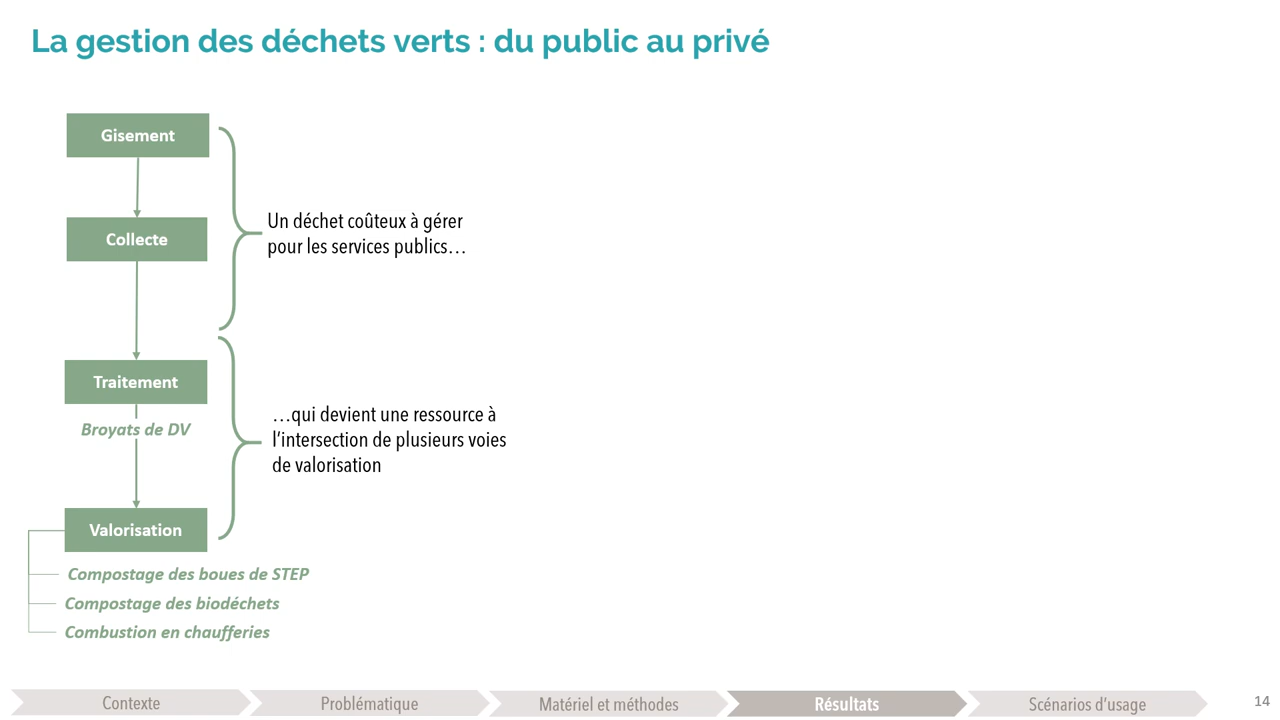 La gestion des déchets verts : du public au privé
Gisement
Collecte
Un déchet coûteux à gérer
pour les services publics…
Traitement
Broyats de DV
…qui devient une ressource à
l'intersection de plusieurs voies
de valorisation
Valorisation
Compostage des boues de STEP
Compostage des biodéchets
Combustion en chaufferies
Contexte
Problématique
Matériel et méthodes
Résultats
Scénarios d'usage
14